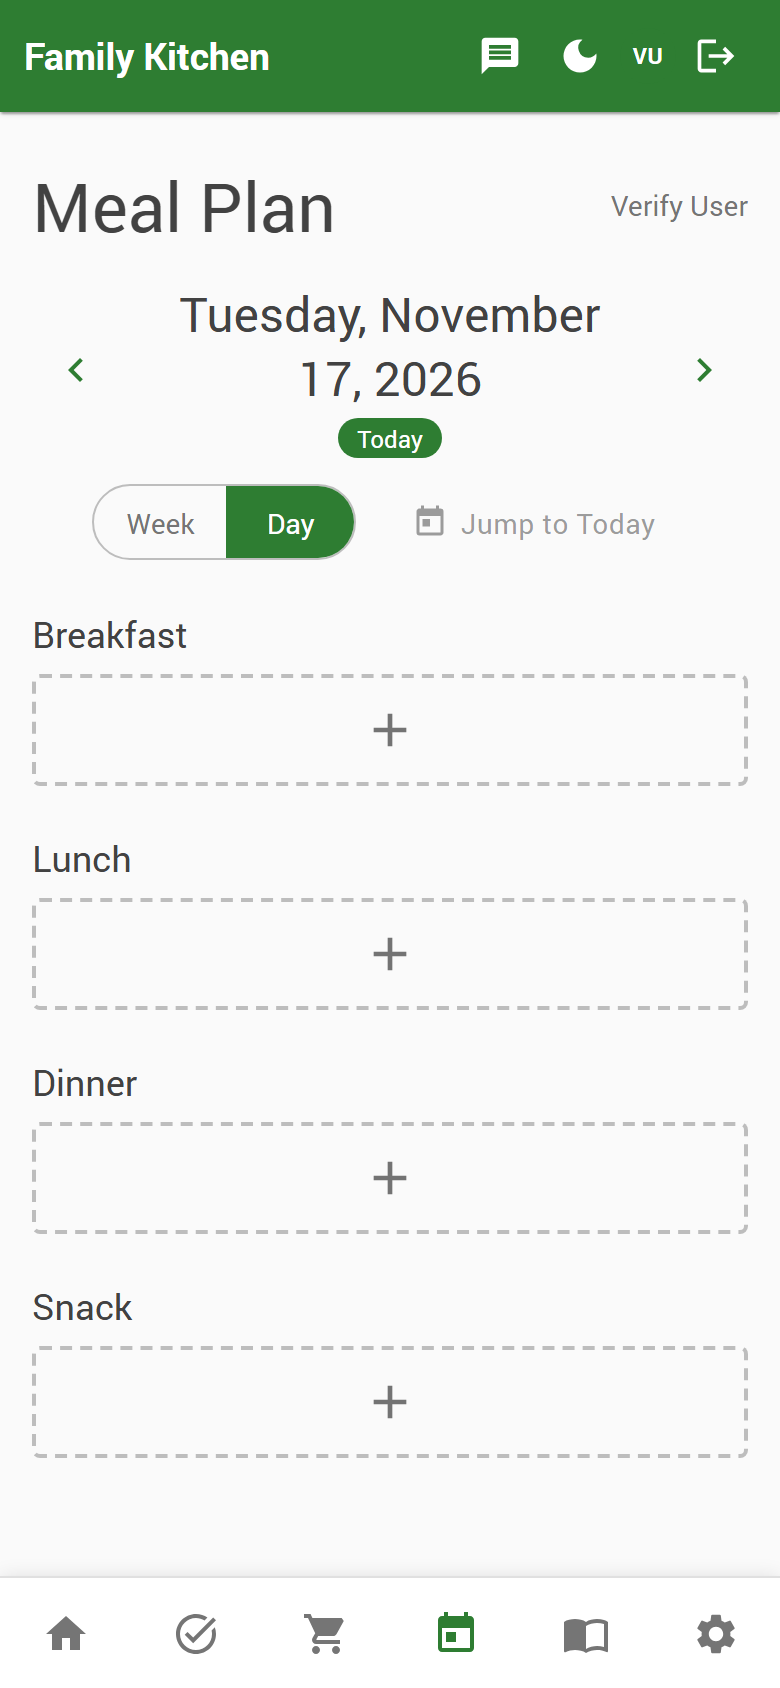 Family Kitchen
VU
Meal Plan
Verify User
Tuesday, November
17, 2026
Today
Week
Day
Jump to Today
Breakfast
Lunch
Dinner
Snack